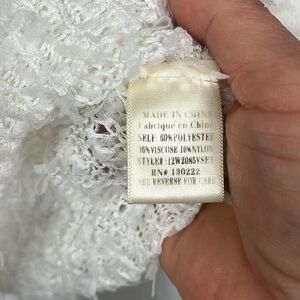 MADE IN CHINA
Fabrique en Chine
SELF: 60% POLYESTER
30% VISCOSE 10% NYLON
STYLE#:12W2085VSET
RN# 130222
SEE REVERSE FOR CARE